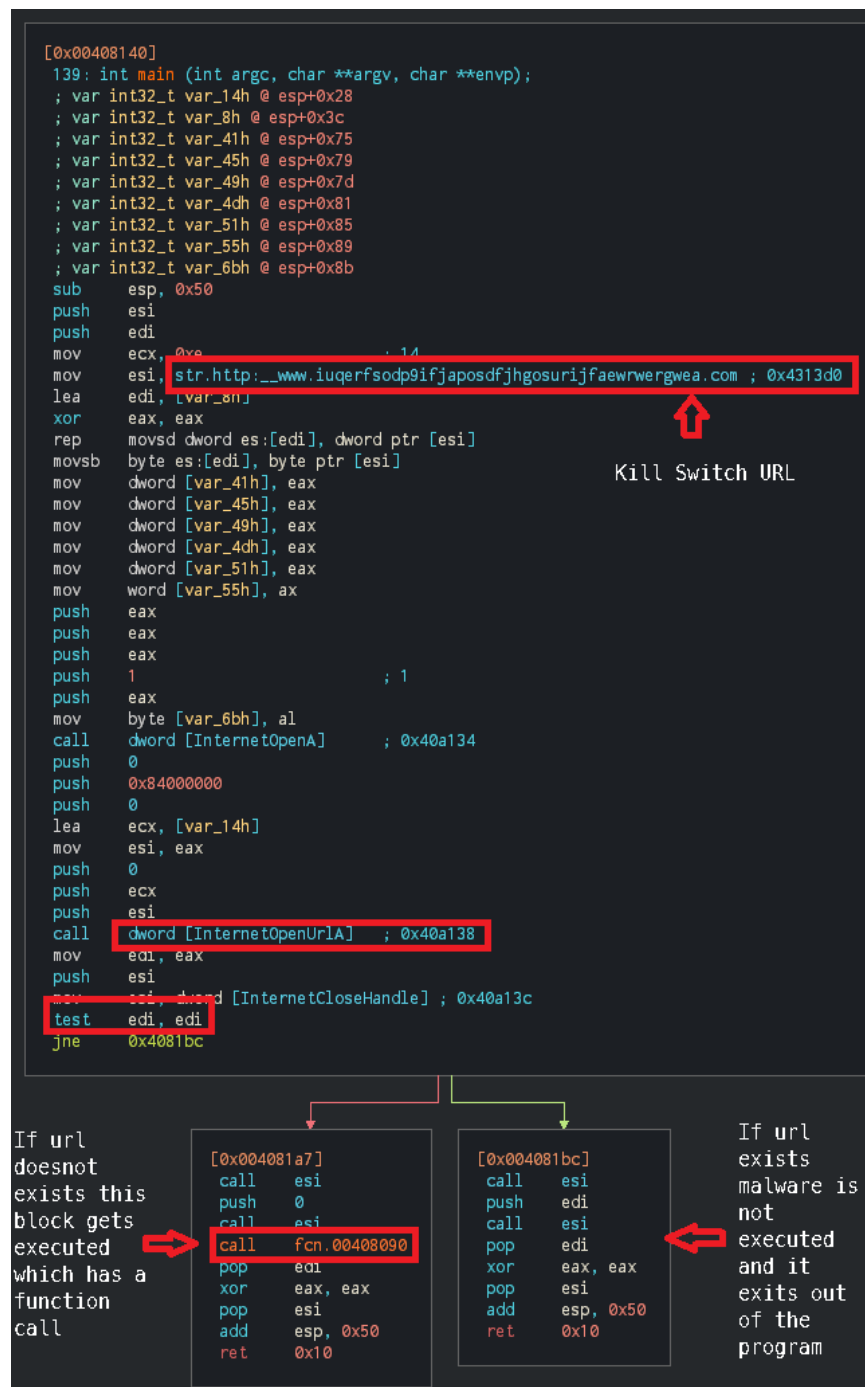 [0x00408140]
139: int main (int argc, char **argv, char **envp);
; var int32_t var_14h @ esp+0x28
; var int32_t var_8h @ esp+0x3c
; var int32_t var_41h @ esp+0x75
; var int32_t var_45h @ esp+0x79
; var int32_t var_49h @ esp+0x7d
; var int32_t var_4dh @ esp+0x81
; var int32_t var_51h @ esp+0x85
; var int32_t var_55h @ esp+0x89
; var int32_t var_6bh @ esp+0x8b
sub esp, 0x50
push esi
push edi
mov ecx, 0xe ; 14
mov esi, str.http:__www.iuqerfsodp9ifjaposdfjhgosurijfaewrwergwea.com ; 0x4313d0
lea edi, [var_8h]
xor eax, eax
rep movsd dword es:[edi], dword ptr [esi]
movsb byte es:[edi], byte ptr [esi]
Kill Switch URL
mov dword [var_41h], eax
mov dword [var_45h], eax
mov dword [var_49h], eax
mov dword [var_4dh], eax
mov dword [var_51h], eax
mov word [var_55h], ax
push eax
push eax
push eax
push 1 ; 1
push eax
mov byte [var_6bh], al
call dword [InternetOpenA] ; 0x40a134
push 0
push 0x84000000
push 0
lea ecx, [var_14h]
mov esi, eax
push 0
push ecx
push esi
call dword [InternetOpenUrlA] ; 0x40a138
mov edi, eax
push esi
mov esi, dword [InternetCloseHandle] ; 0x40a13c
test edi, edi
jne 0x4081bc
If url
doesnot
exists this
block gets
executed
which has a
function
call
[0x004081a7]
call esi
push 0
call esi
call fcn.00408090
pop edi
xor eax, eax
pop esi
add esp, 0x50
ret 0x10
[0x004081bc]
call esi
push edi
call esi
pop edi
xor eax, eax
pop esi
add esp, 0x50
ret 0x10
If url
exists
malware is
not
executed
and it
exits out
of the
program